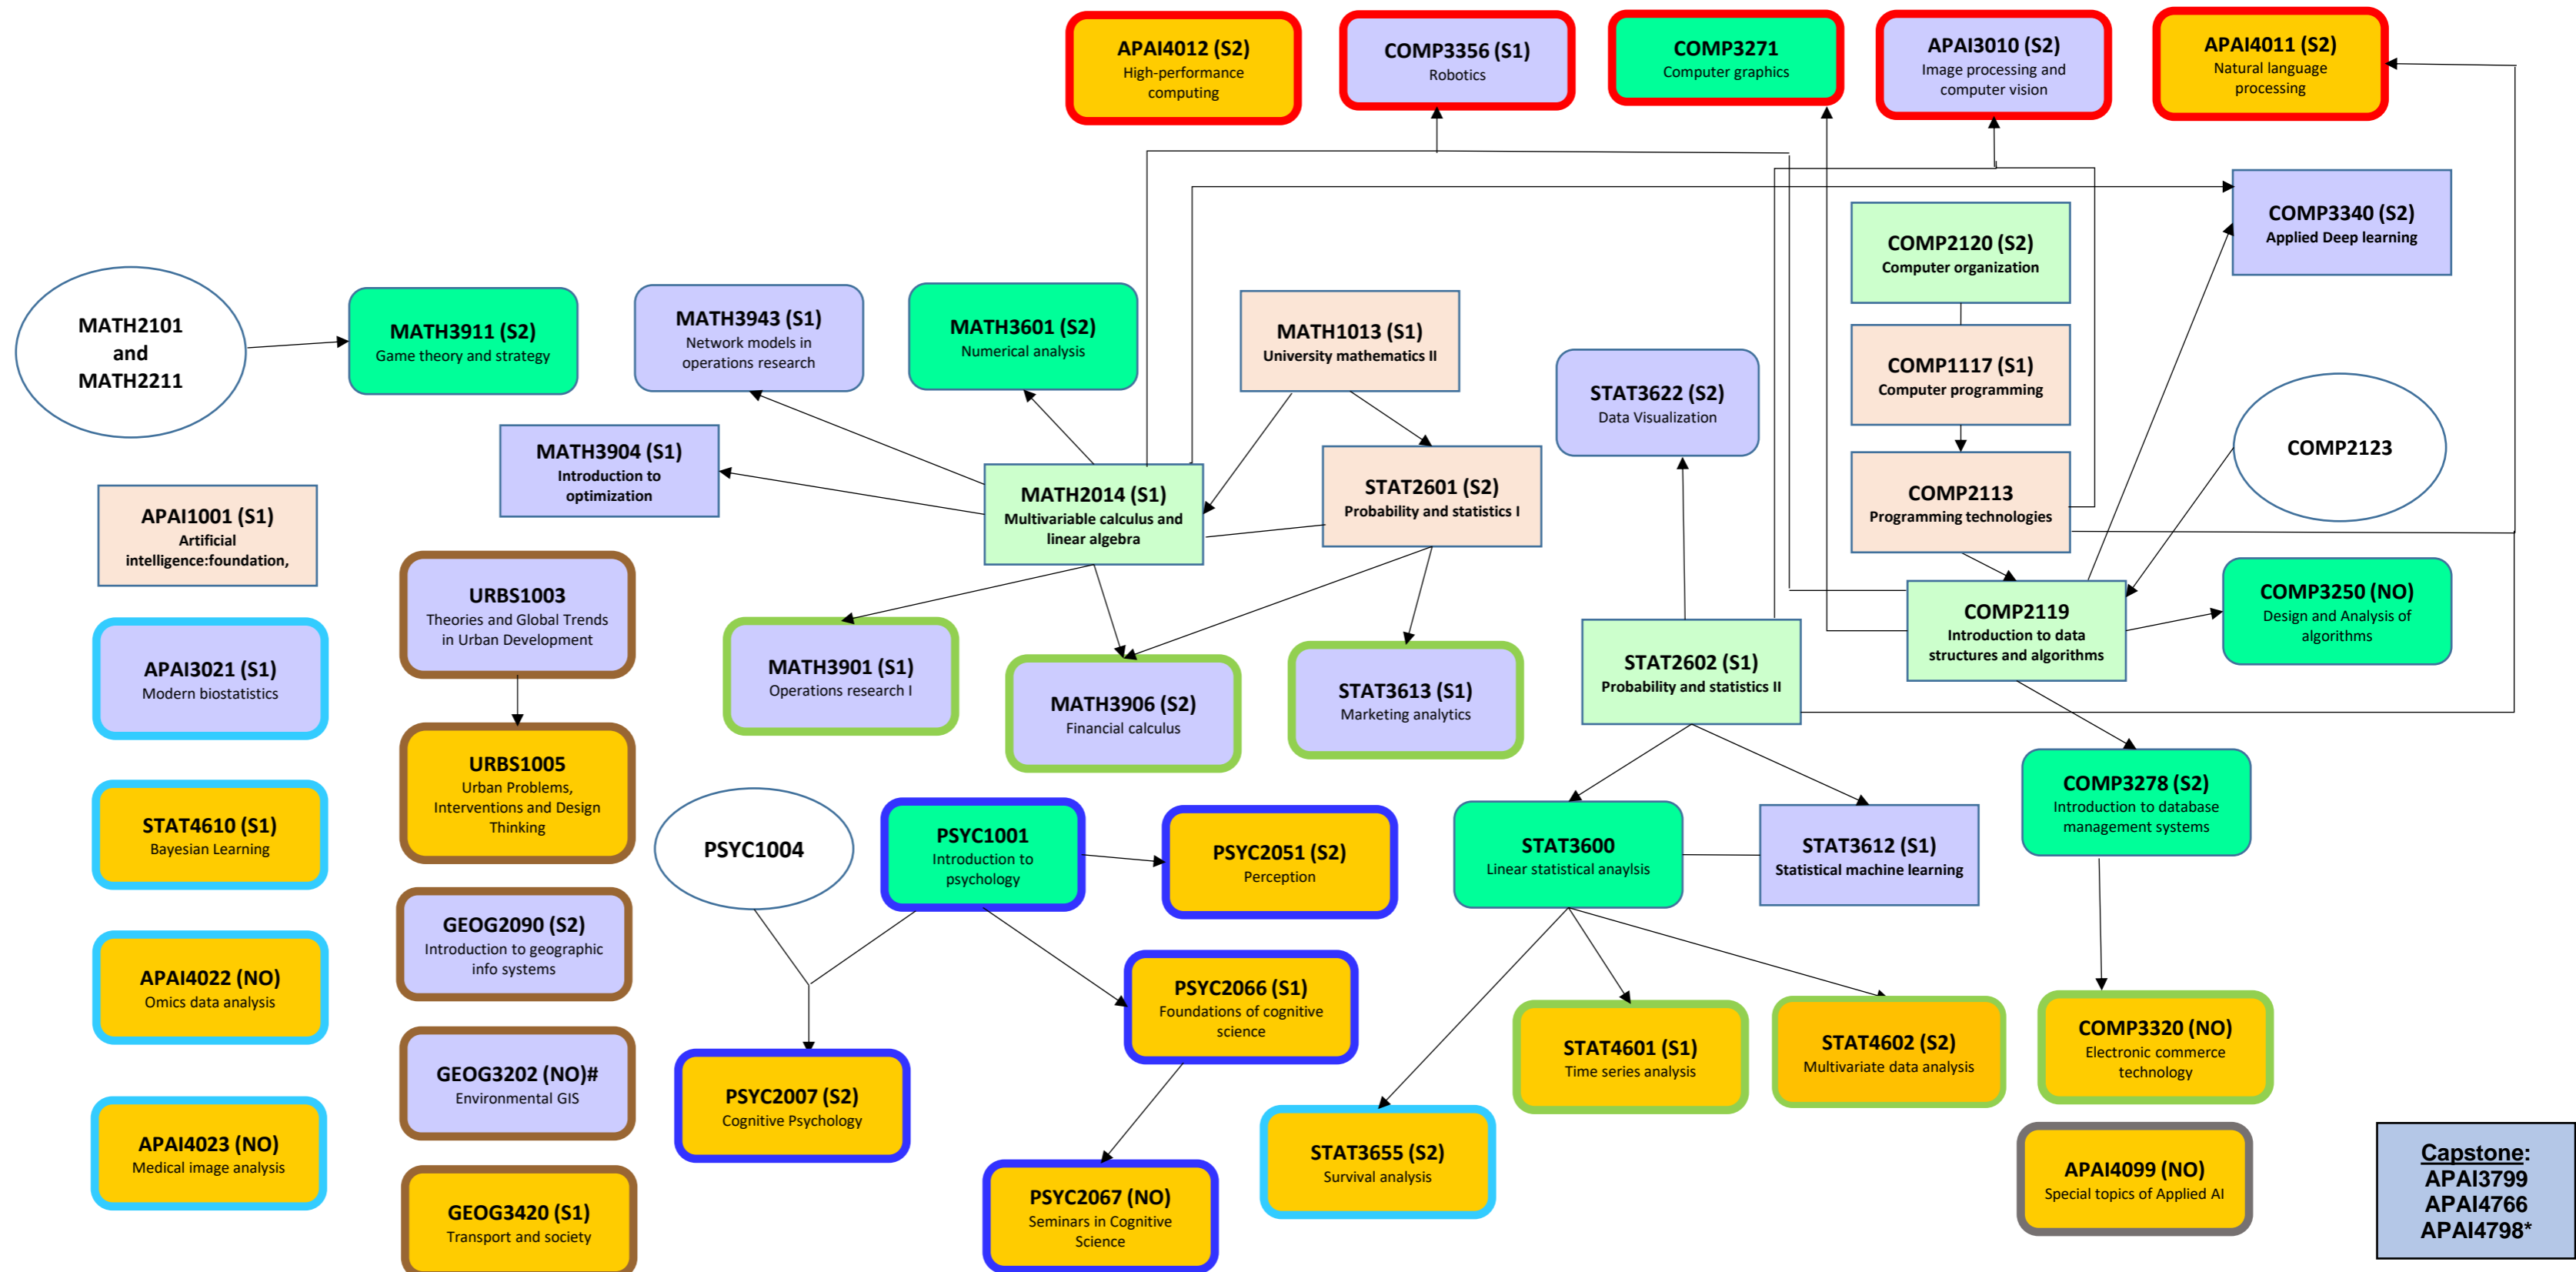 APAI4012 (S2)
High-performance
computing
COMP3356 (S1)
Robotics
COMP3271
Computer graphics
APAI3010 (S2)
Image processing and
computer vision
APAI4011 (S2)
Natural language
processing
COMP3340 (S2)
Applied Deep learning
COMP2120 (S2)
Computer organization
MATH2101
and
MATH2211
MATH3911 (S2)
Game theory and strategy
MATH3943 (S1)
Network models in
operations research
MATH3601 (S2)
Numerical analysis
MATH1013 (S1)
University mathematics II
COMP1117 (S1)
Computer programming
STAT3622 (S2)
Data Visualization
COMP2123
MATH3904 (S1)
Introduction to
optimization
MATH2014 (S1)
Multivariable calculus and
linear algebra
STAT2601 (S2)
Probability and statistics I
COMP2113
Programming technologies
APAI1001 (S1)
Artificial
intelligence:foundation,
URBS1003
Theories and Global Trends
in Urban Development
COMP2119
Introduction to data
structures and algorithms
COMP3250 (NO)
Design and Analysis of
algorithms
APAI3021 (S1)
Modern biostatistics
MATH3901 (S1)
Operations research I
MATH3906 (S2)
Financial calculus
STAT3613 (S1)
Marketing analytics
STAT2602 (S1)
Probability and statistics II
URBS1005
Urban Problems,
Interventions and Design
Thinking
COMP3278 (S2)
Introduction to database
management systems
STAT4610 (S1)
Bayesian Learning
PSYC1004
PSYC1001
Introduction to
psychology
PSYC2051 (S2)
Perception
STAT3600
Linear statistical anaylsis
STAT3612 (S1)
Statistical machine learning
GEOG2090 (S2)
Introduction to geographic
info systems
APAI4022 (NO)
Omics data analysis
PSYC2066 (S1)
Foundations of cognitive
science
STAT4601 (S1)
Time series analysis
STAT4602 (S2)
Multivariate data analysis
COMP3320 (NO)
Electronic commerce
technology
GEOG3202 (NO)#
Environmental GIS
PSYC2007 (S2)
Cognitive Psychology
APAI4023 (NO)
Medical image analysis
STAT3655 (S2)
Survival analysis
APAI4099 (NO)
Special topics of Applied AI
GEOG3420 (S1)
Transport and society
PSYC2067 (NO)
Seminars in Cognitive
Science
Capstone:
APAI3799
APAI4766
APAI4798*